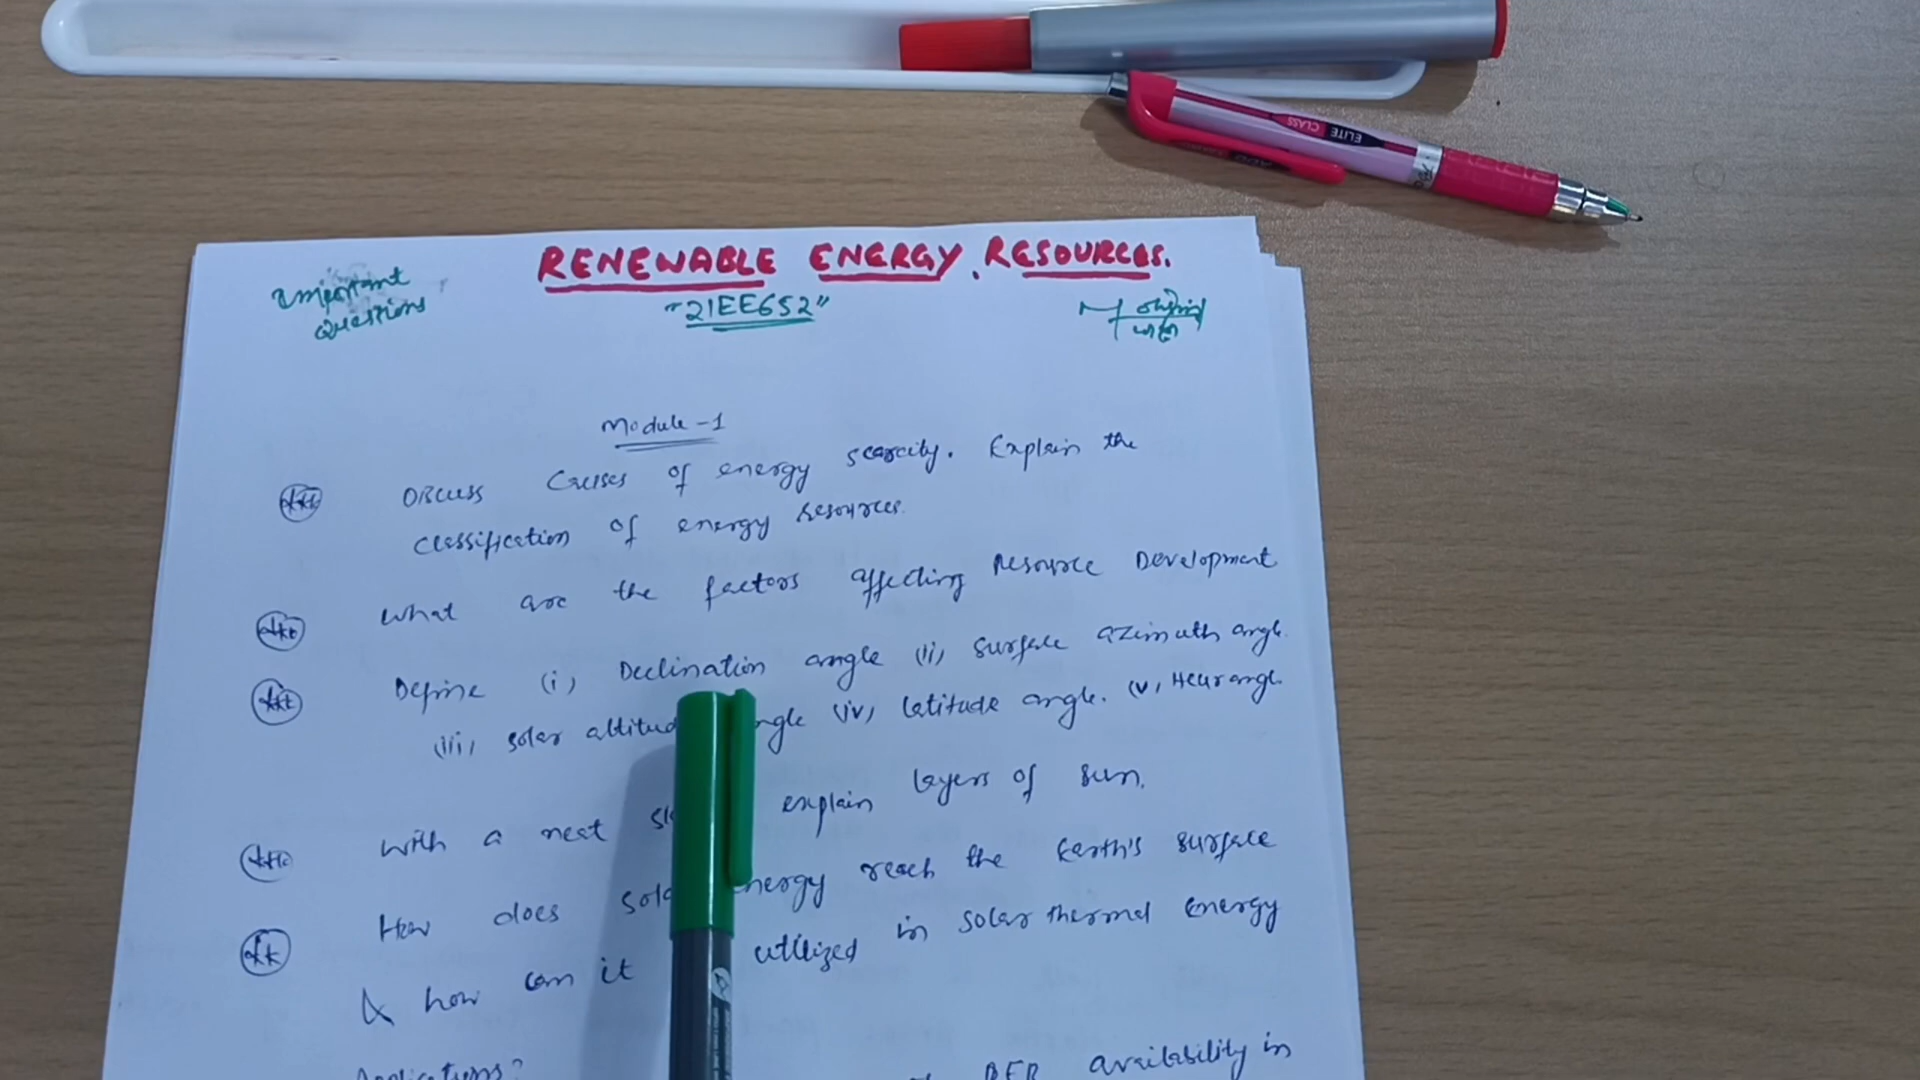 ELITE CLASS
RENEWABLE ENERGY RESOURCES.
Important
Questions
"21EE652"
Module-1
Discuss Causes of energy scarcity. Explain the
classification of energy resources.
What are the factors affecting Resource Development
Define (i) Declination angle (ii) surface azimuth angle.
(iii) solar altitud ngle (iv) latitude angle. (v) Hour angle.
With a neat explain layers of sun.
How does sola nergy reach the Earth's surface
& how can it utilized in solar thermal energy
Applications?
availability in